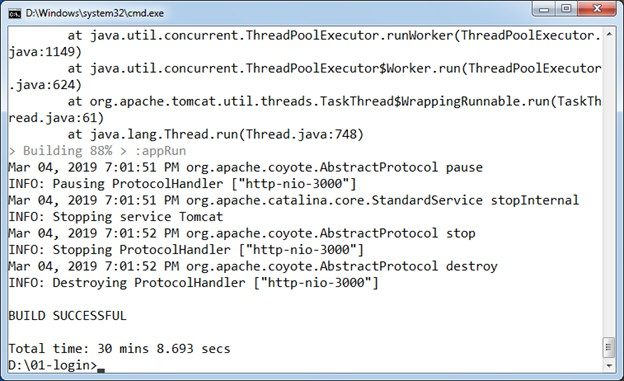 D:\Windows\system32\cmd.exe
at java.util.concurrent.ThreadPoolExecutor.runWorker(ThreadPoolExecutor.
java:1149)
at java.util.concurrent.ThreadPoolExecutor$Worker.run(ThreadPoolExecutor
.java:624)
at org.apache.tomcat.util.threads.TaskThread$WrappingRunnable.run(TaskTh
read.java:61)
at java.lang.Thread.run(Thread.java:748)
> Building 88% > :appRun
Mar 04, 2019 7:01:51 PM org.apache.coyote.AbstractProtocol pause
INFO: Pausing ProtocolHandler ["http-nio-3000"]
Mar 04, 2019 7:01:51 PM org.apache.catalina.core.StandardService stopInternal
INFO: Stopping service Tomcat
Mar 04, 2019 7:01:52 PM org.apache.coyote.AbstractProtocol stop
INFO: Stopping ProtocolHandler ["http-nio-3000"]
Mar 04, 2019 7:01:52 PM org.apache.coyote.AbstractProtocol destroy
INFO: Destroying ProtocolHandler ["http-nio-3000"]
BUILD SUCCESSFUL
Total time: 30 mins 8.693 secs
D:\01-login>